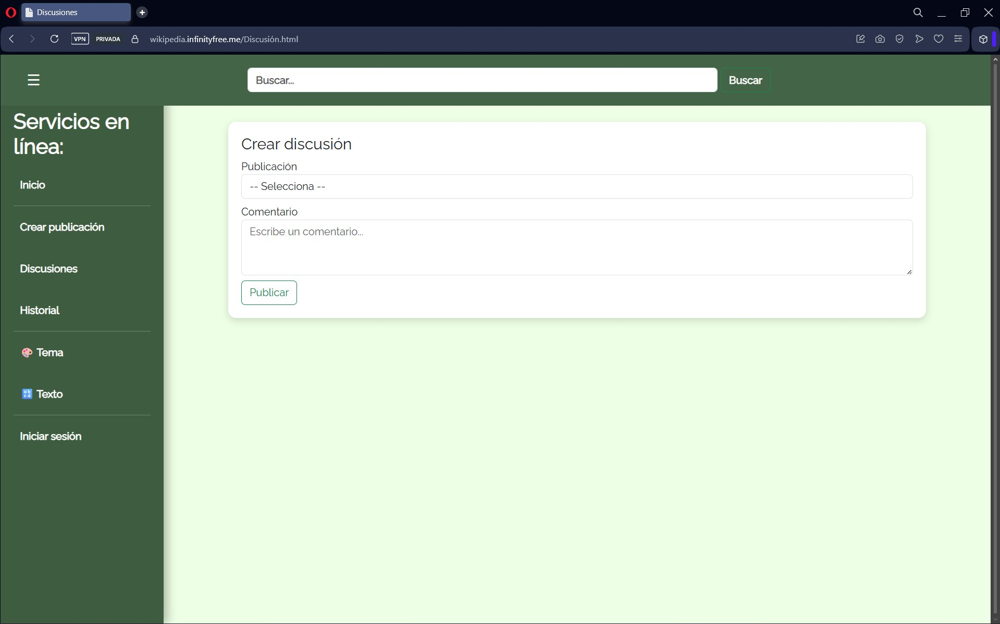 Discusiones
VPN PRIVADA wikipedia.infinityfree.me/Discusión.html
Buscar... Buscar
Servicios en
línea:
Inicio
Crear publicación
Discusiones
Historial
Tema
Texto
Iniciar sesión
Crear discusión
Publicación
-- Selecciona --
Comentario
Escribe un comentario...
Publicar